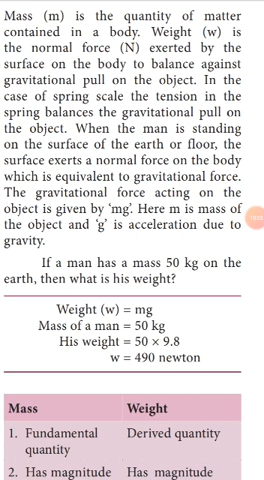 Mass (m) is the quantity of matter
contained in a body. Weight (w) is
the normal force (N) exerted by the
surface on the body to balance against
gravitational pull on the object. In the
case of spring scale the tension in the
spring balances the gravitational pull on
the object. When the man is standing
on the surface of the earth or floor, the
surface exerts a normal force on the body
which is equivalent to gravitational force.
The gravitational force acting on the
object is given by ‘mg’. Here m is mass of
the object and ‘g’ is acceleration due to
gravity.
If a man has a mass 50 kg on the
earth, then what is his weight?
Weight (w) = mg
Mass of a man = 50 kg
His weight = 50 × 9.8
w = 490 newton
Mass Weight
1. Fundamental Derived quantity
quantity
2. Has magnitude Has magnitude